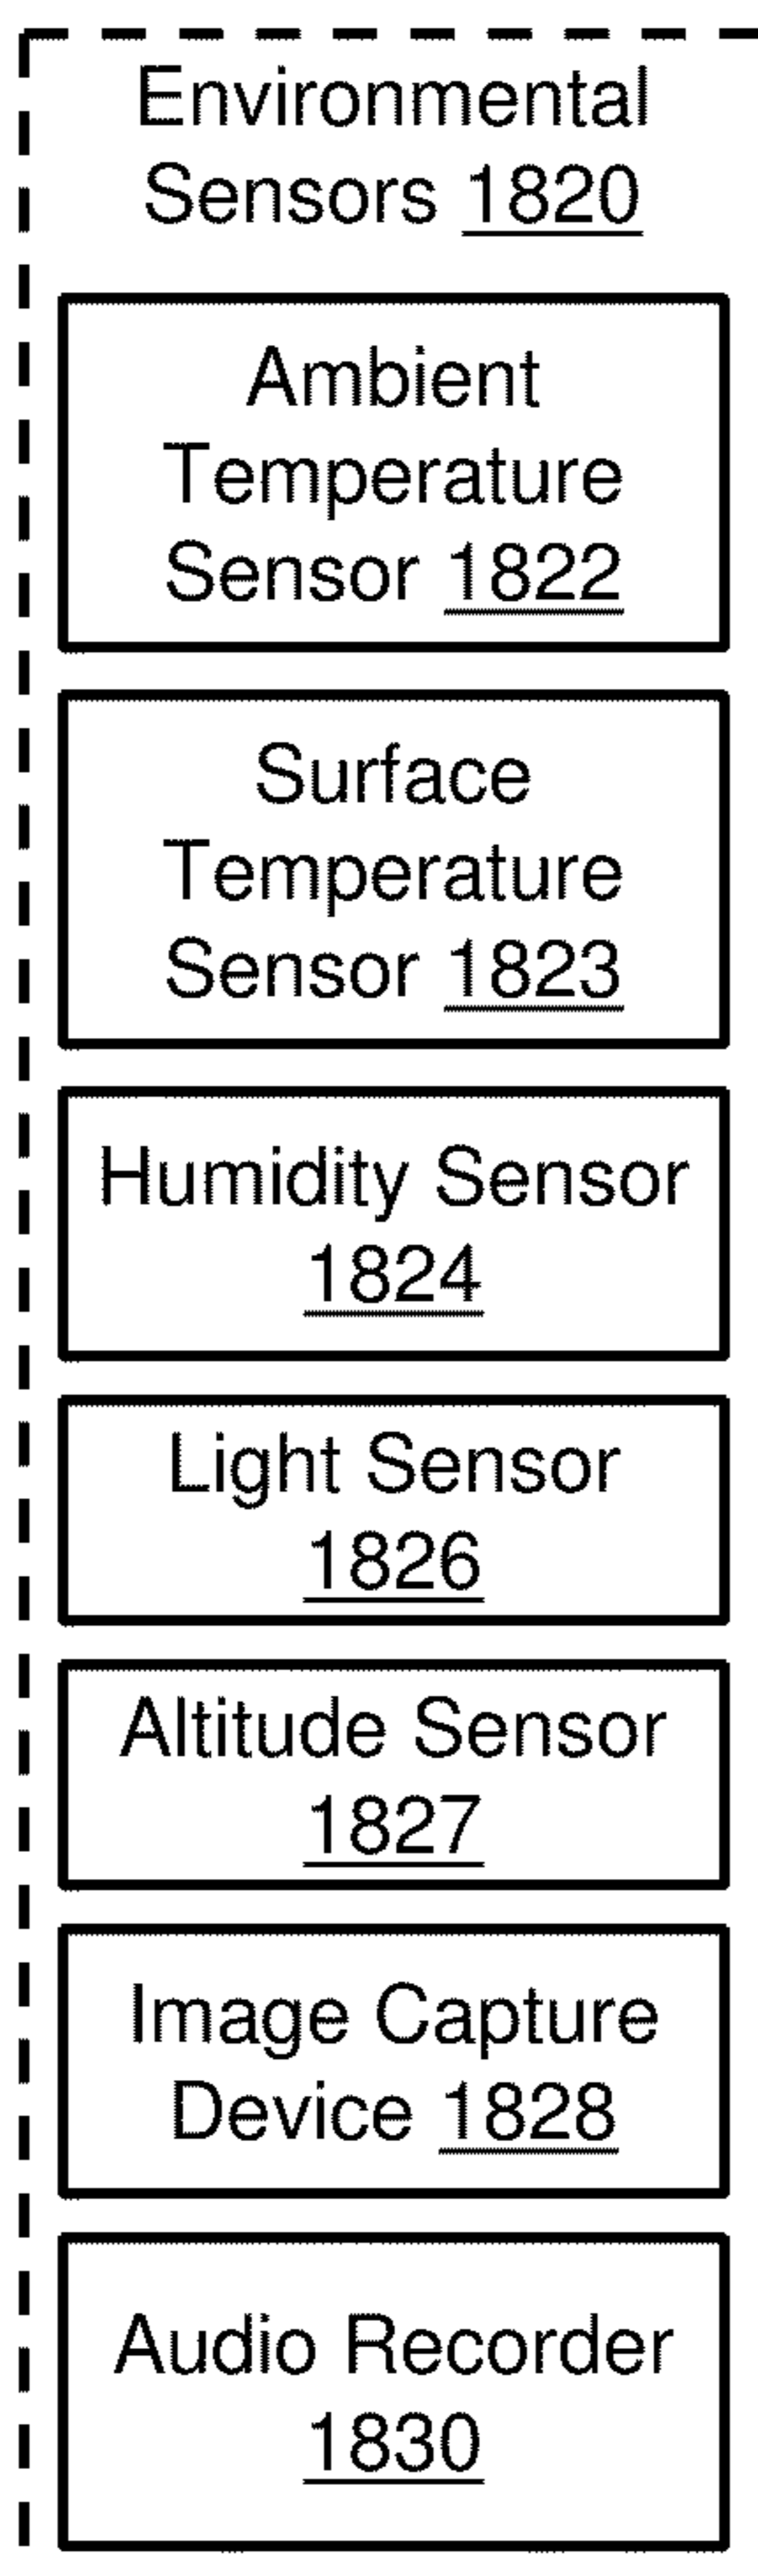 Environmental
Sensors 1820
Ambient
Temperature
Sensor 1822
Surface
Temperature
Sensor 1823
Humidity Sensor
1824
Light Sensor
1826
Altitude Sensor
1827
Image Capture
Device 1828
Audio Recorder
1830